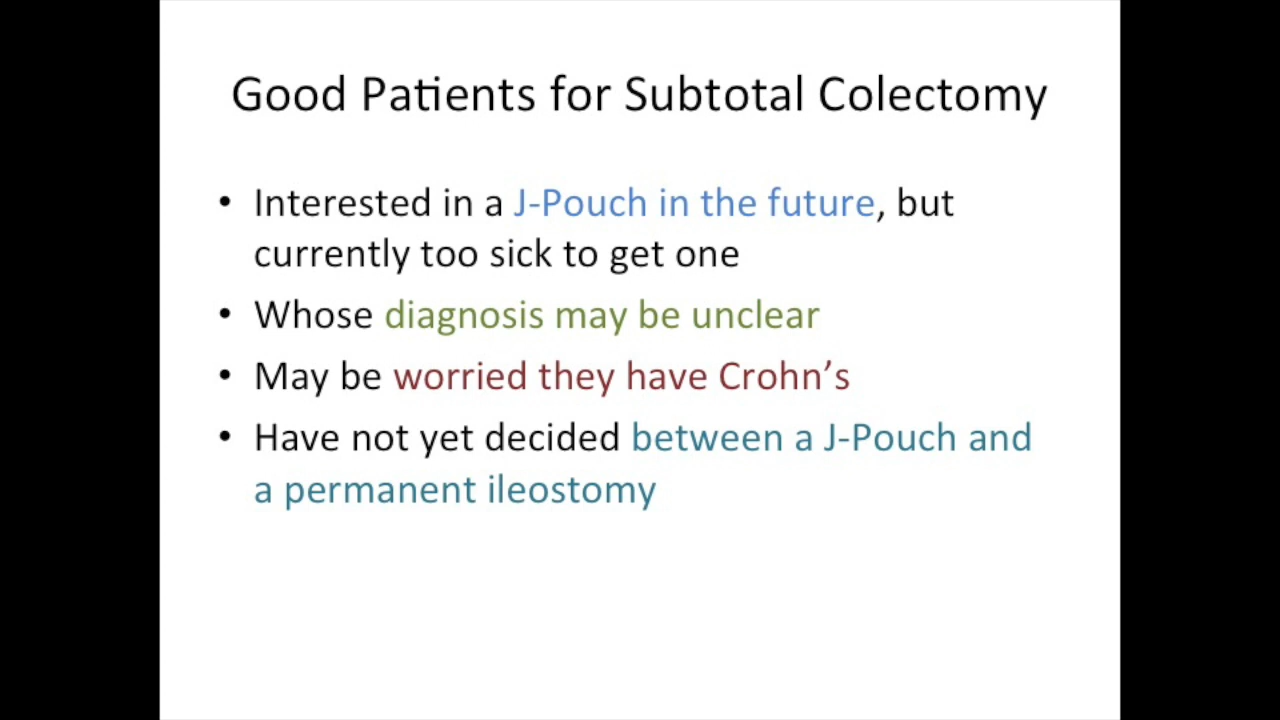 Good Patients for Subtotal Colectomy
• Interested in a J-Pouch in the future, but
currently too sick to get one
• Whose diagnosis may be unclear
• May be worried they have Crohn’s
• Have not yet decided between a J-Pouch and
a permanent ileostomy